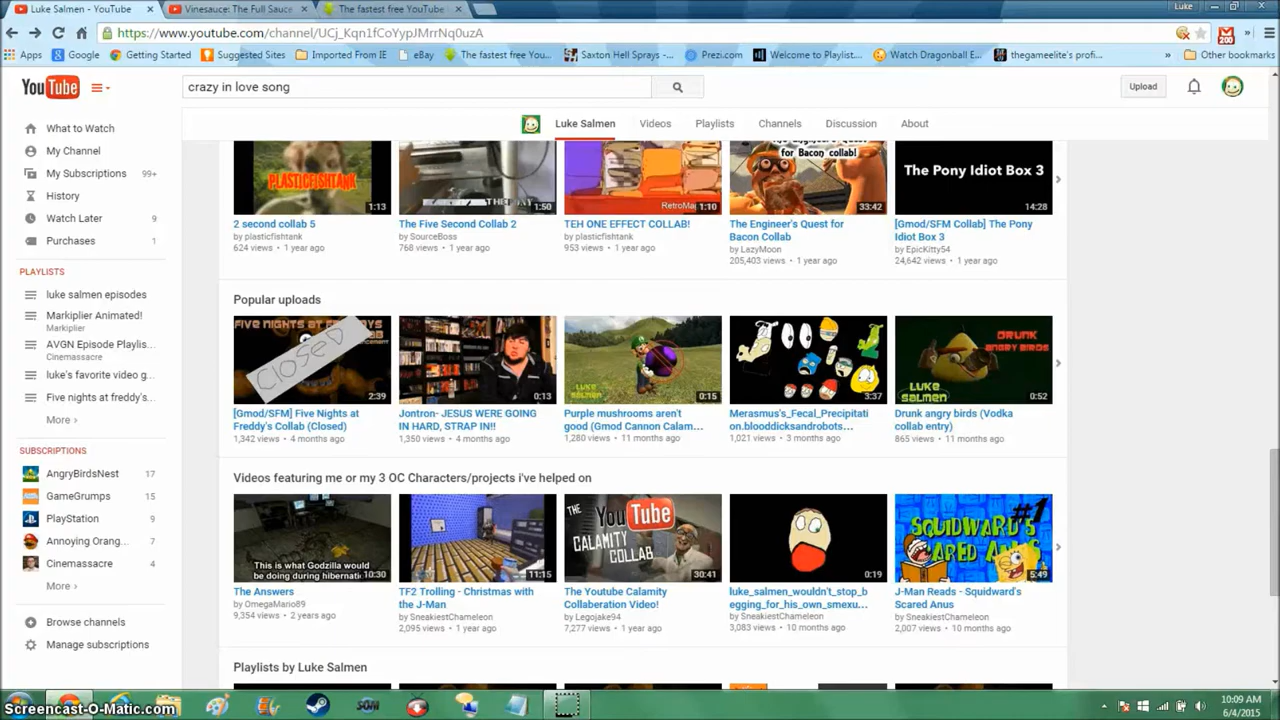 Luke Salmen - YouTube
Vinesauce: The Full Sauce
The fastest free YouTube
Luke
https://www.youtube.com/channel/UCj_Kqn1fCoYypJMrrNq0uzA
200
Apps
Google
Getting Started
Suggested Sites
Imported From IE
eBay
The fastest free You...
Saxton Hell Sprays -
Prezi.com
Welcome to Playlist...
Watch Dragonball E...
thegameelite's profi...
Other bookmarks
YouTube
crazy in love song
Upload
Luke Salmen
Videos
Playlists
Channels
Discussion
About
What to Watch
My Channel
My Subscriptions 99+
History
Watch Later 9
Purchases 1
PLAYLISTS
luke salmen episodes
Markiplier Animated!
Markiplier
AVGN Episode Playlis...
Cinemassacre
luke's favorite video g...
Five nights at freddy's...
More ›
SUBSCRIPTIONS
AngryBirdsNest 17
GameGrumps 15
PlayStation 9
Annoying Orang... 7
Cinemassacre 4
More ›
Browse channels
Manage subscriptions
PLASTICFISHTANK
1:13
2 second collab 5
by plasticfishtank
624 views • 1 year ago
1:50
The Five Second Collab 2
by SourceBoss
768 views • 1 year ago
1:10
TEH ONE EFFECT COLLAB!
by plasticfishtank
953 views • 1 year ago
The Engineer's Quest
for Bacon collab!
33:42
The Engineer's Quest for
Bacon Collab
by LazyMoon
205,403 views • 1 year ago
The Pony Idiot Box 3
14:28
[Gmod/SFM Collab] The Pony
Idiot Box 3
by EpicKitty54
24,642 views • 1 year ago
Popular uploads
FIVE NIGHTS AT
CLOSED
2:39
[Gmod/SFM] Five Nights at
Freddy's Collab (Closed)
1,342 views • 4 months ago
0:13
Jontron- JESUS WERE GOING
IN HARD, STRAP IN!!
1,350 views • 4 months ago
LUKE
SALMEN
0:15
Purple mushrooms aren't
good (Gmod Cannon Calam...
1,280 views • 11 months ago
3:37
Merasmus's_Fecal_Precipitati
on.blooddicksandrobots...
1,021 views • 3 months ago
DRUNK
ANGRY BIRDS
LUKE
SALMEN
0:52
Drunk angry birds (Vodka
collab entry)
865 views • 11 months ago
Videos featuring me or my 3 OC Characters/projects i've helped on
This is what Godzilla would
be doing during hibernati
10:30
The Answers
by OmegaMario89
9,354 views • 2 years ago
11:15
TF2 Trolling - Christmas with
the J-Man
by SneakiestChameleon
2,095 views • 1 year ago
THE
YouTube
CALAMITY
COLLAB
30:41
The Youtube Calamity
Collaberation Video!
by Legojake94
7,277 views • 1 year ago
0:19
luke_salmen_wouldn't_stop_b
egging_for_his_own_smexu...
by SneakiestChameleon
3,083 views • 10 months ago
#1
SQUIDWARD'S
SCARED ANUS
5:49
J-Man Reads - Squidward's
Scared Anus
by SneakiestChameleon
2,007 views • 10 months ago
Playlists by Luke Salmen
SOM
10:09 AM
6/4/2015
Screencast-O-Matic.com